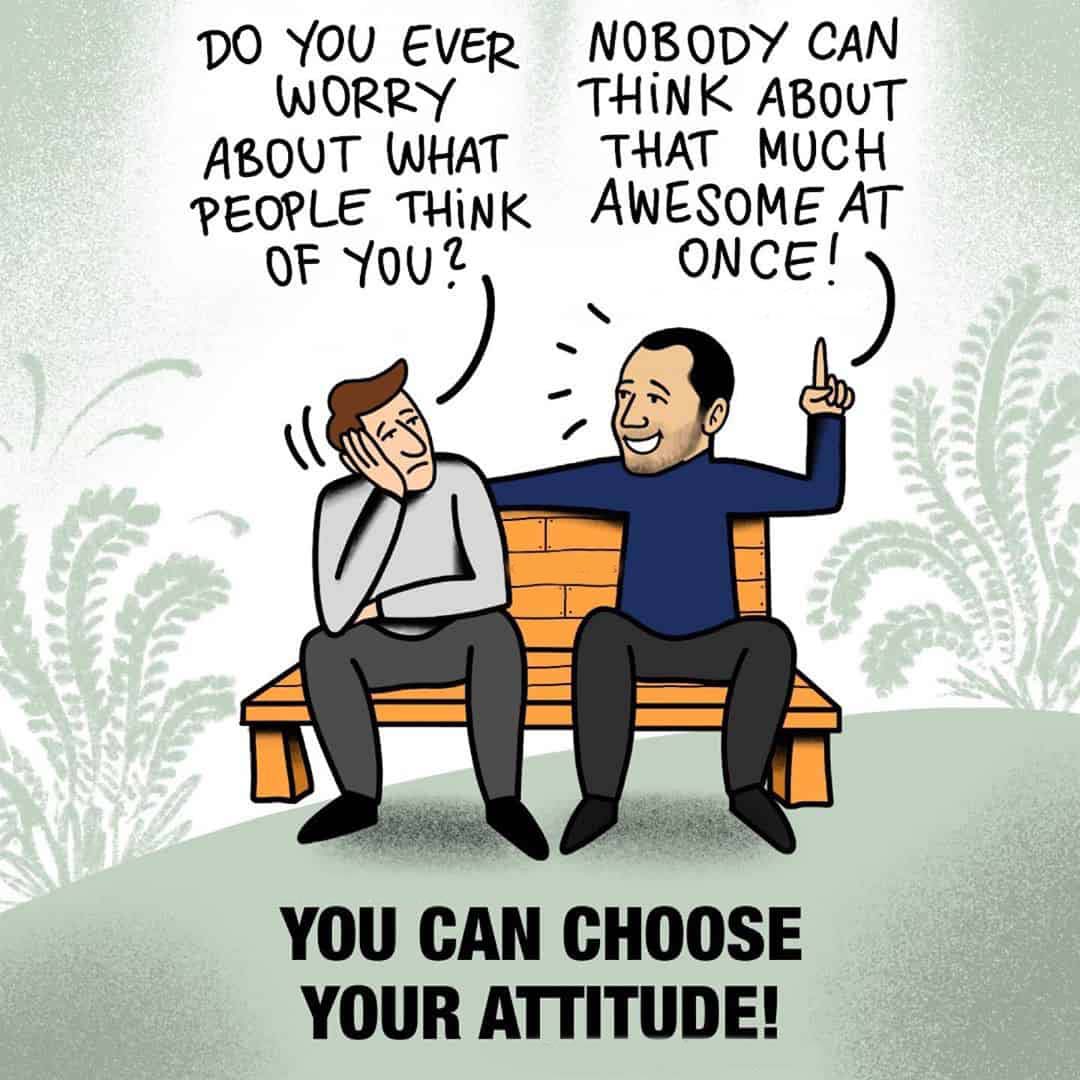 DO YOU EVER
WORRY
ABOUT WHAT
PEOPLE THiNK
OF YOU?
NOBODY CAN
THiNK ABOUT
THAT MUCH
AWESOME AT
ONCE!
YOU CAN CHOOSE
YOUR ATTITUDE!